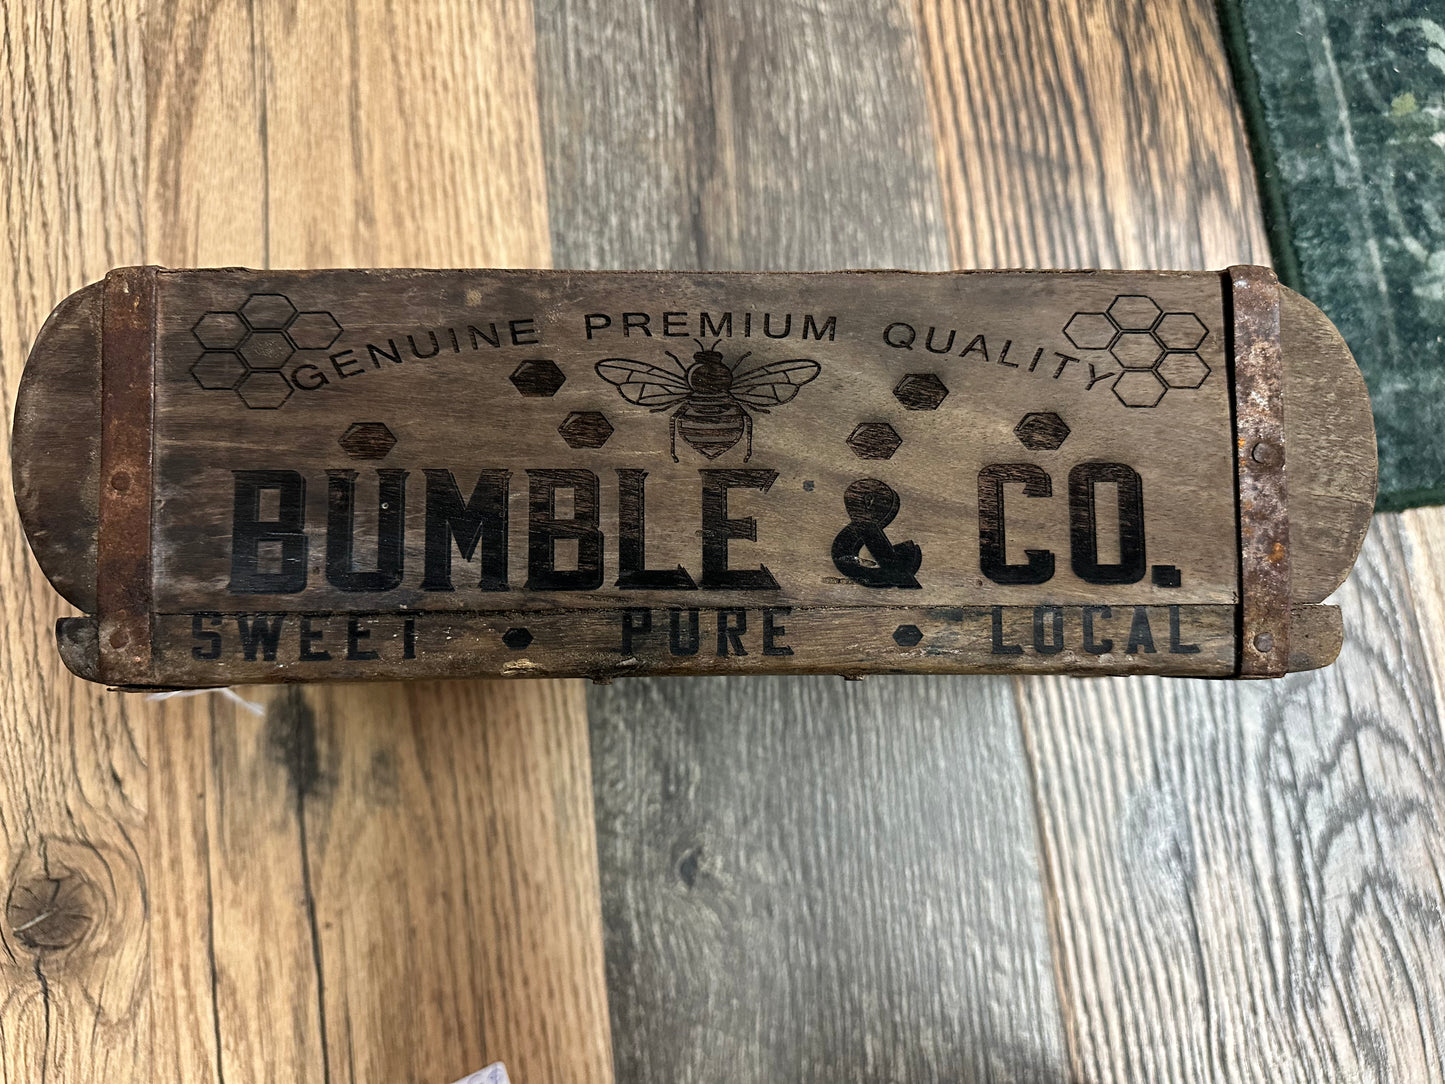 GENUINE PREMIUM QUALITY
BUMBLE & CO.
SWEET • PURE • LOCAL